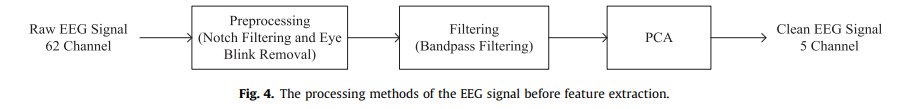 Raw EEG Signal
62 Channel
Preprocessing
(Notch Filtering and Eye
Blink Removal)
Filtering
(Bandpass Filtering)
PCA
Clean EEG Signal
5 Channel
Fig. 4. The processing methods of the EEG signal before feature extraction.